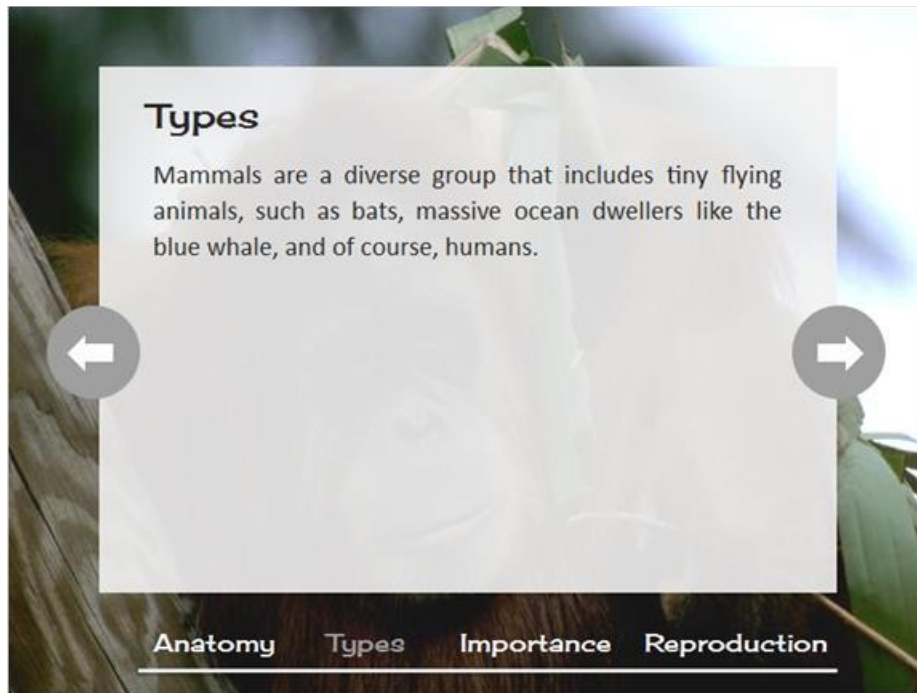 Types
Mammals are a diverse group that includes tiny flying
animals, such as bats, massive ocean dwellers like the
blue whale, and of course, humans.
Anatomy Types Importance Reproduction